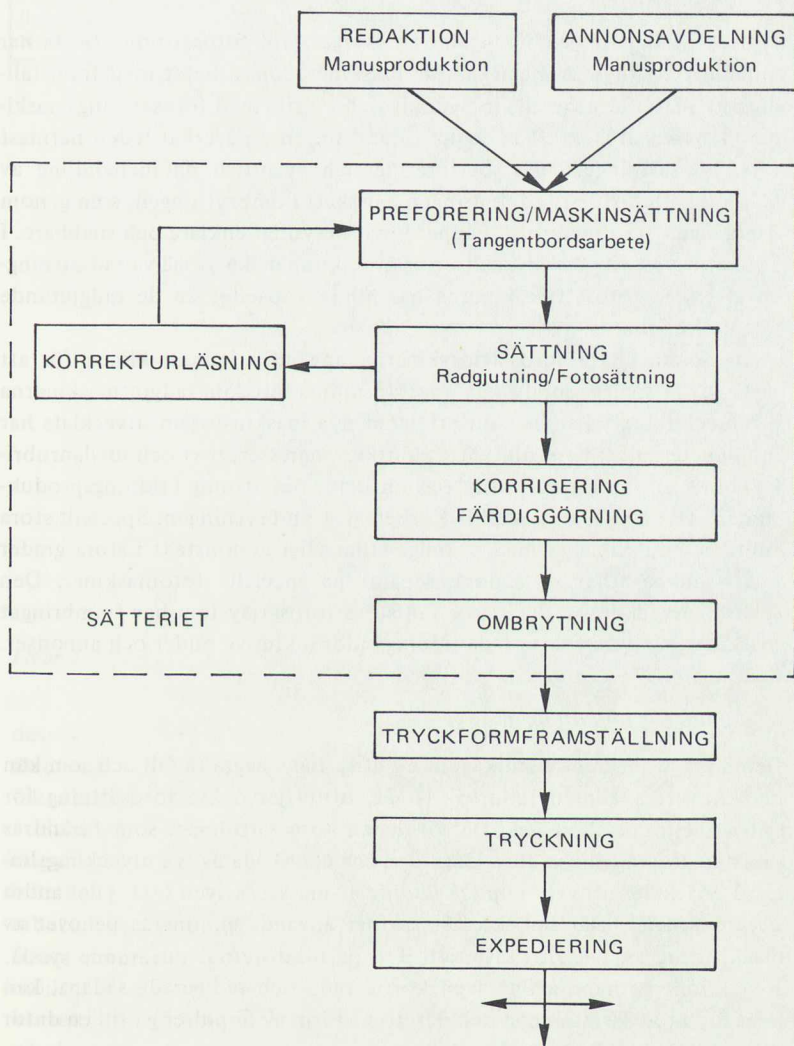 REDAKTION
Manusproduktion
ANNONSAVDELNING
Manusproduktion
PREFORERING/MASKINSÄTTNING
(Tangentbordsarbete)
KORREKTURLÄSNING
SÄTTNING
Radgjutning/Fotosättning
KORRIGERING
FÄRDIGGÖRNING
SÄTTERIET
OMBRYTNING
TRYCKFORMFRAMSTÄLLNING
TRYCKNING
EXPEDIERING